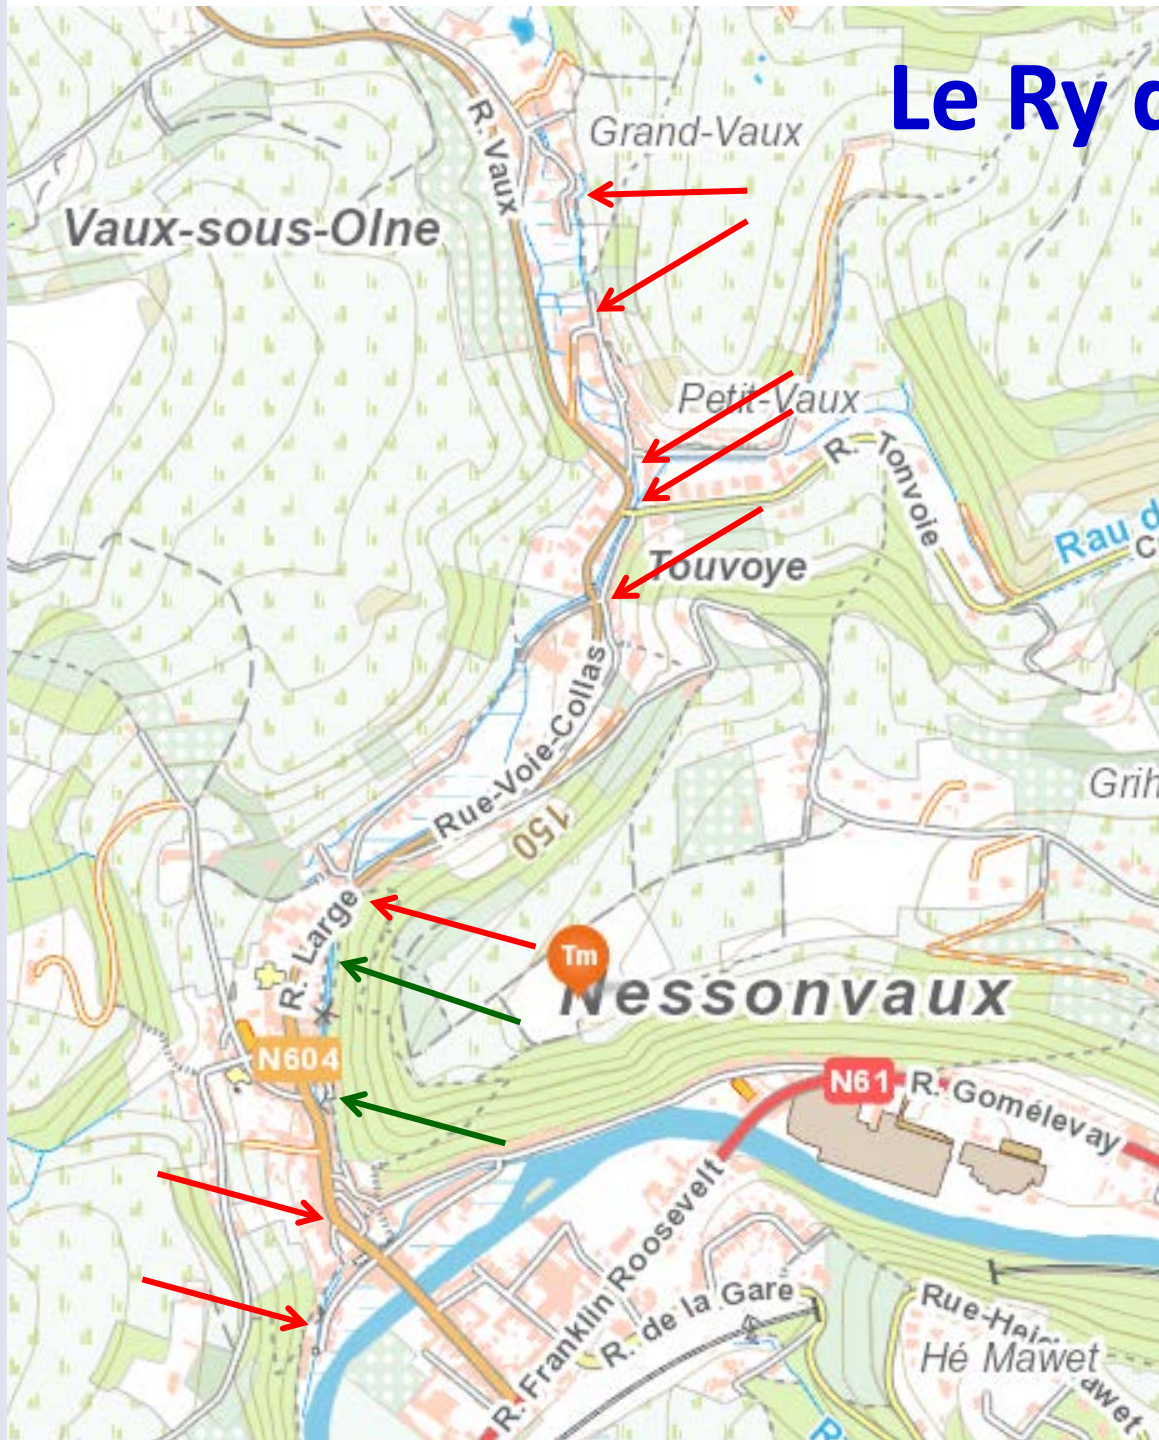 Le Ry
Grand-Vaux
R. Vaux
Vaux-sous-Olne
Petit-Vaux
R. Tonvoie
Rau d
Touvoye
Rue-Voie-Collas
150
Grih
R. Large
Tm
Nessonvaux
N604
N61
R. Gomélevay
R. Franklin Roosevelt
R. de la Gare
Hé Mawet